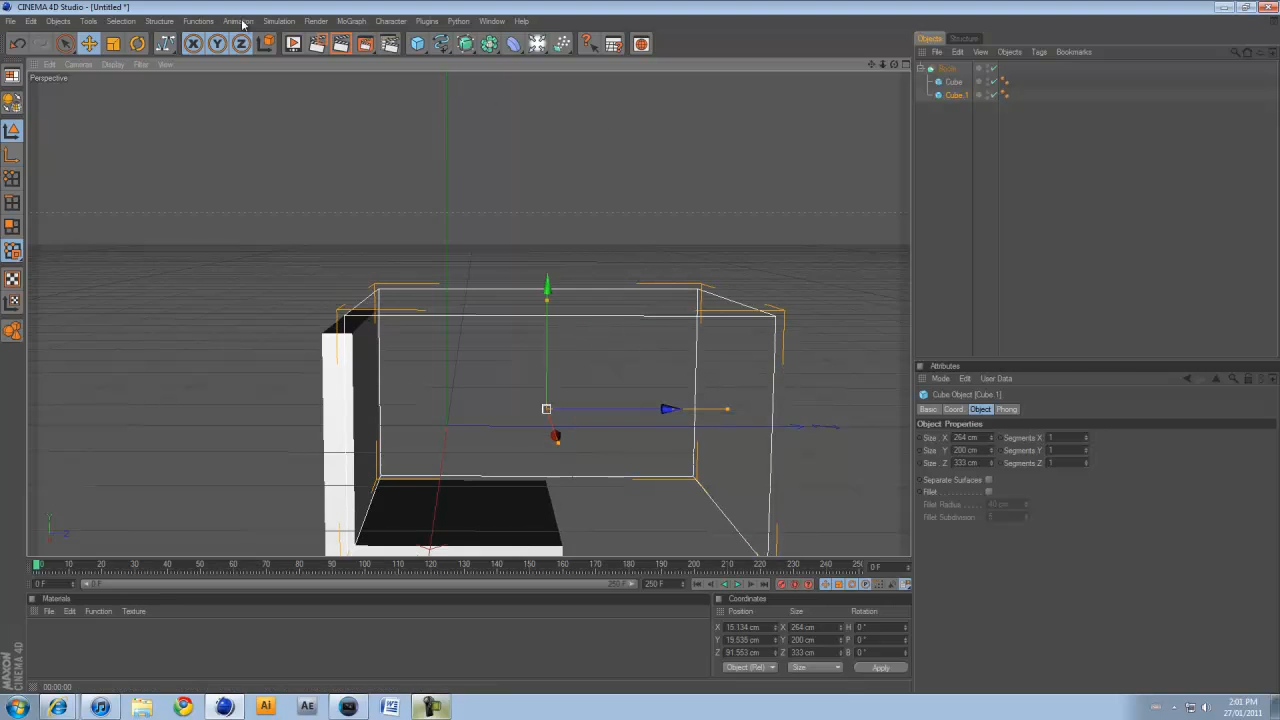 CINEMA 4D Studio - [Untitled *]
File Edit Objects Tools Selection Structure Functions Animation Simulation Render MoGraph Character Plugins Python Window Help
Edit Cameras Display Filter View
Perspective
Objects Structure
File Edit View Objects Tags Bookmarks
Cube
Cube.1
Attributes
Mode Edit User Data
Cube Object [Cube.1]
Basic Coord. Object Phong
Object Properties
Size . X 264 cm Segments X 1
Size . Y 200 cm Segments Y 1
Size . Z 333 cm Segments Z 1
Separate Surfaces
Fillet
Fillet Radius 40 cm
Fillet Subdivision 5
Y Z
0 10 20 30 40 50 60 70 80 90 100 110 120 130 140 150 160 170 180 190 200 210 220 230 240 250 0 F
0 F 0 F 250 F 250 F
Materials
File Edit Function Texture
Coordinates
Position Size Rotation
X 15.134 cm X 264 cm H 0 °
Y 19.535 cm Y 200 cm P 0 °
Z 91.553 cm Z 333 cm B 0 °
Object (Rel) Size Apply
MAXON CINEMA 4D
00:00:00
Ai Ae
2:01 PM
27/01/2011